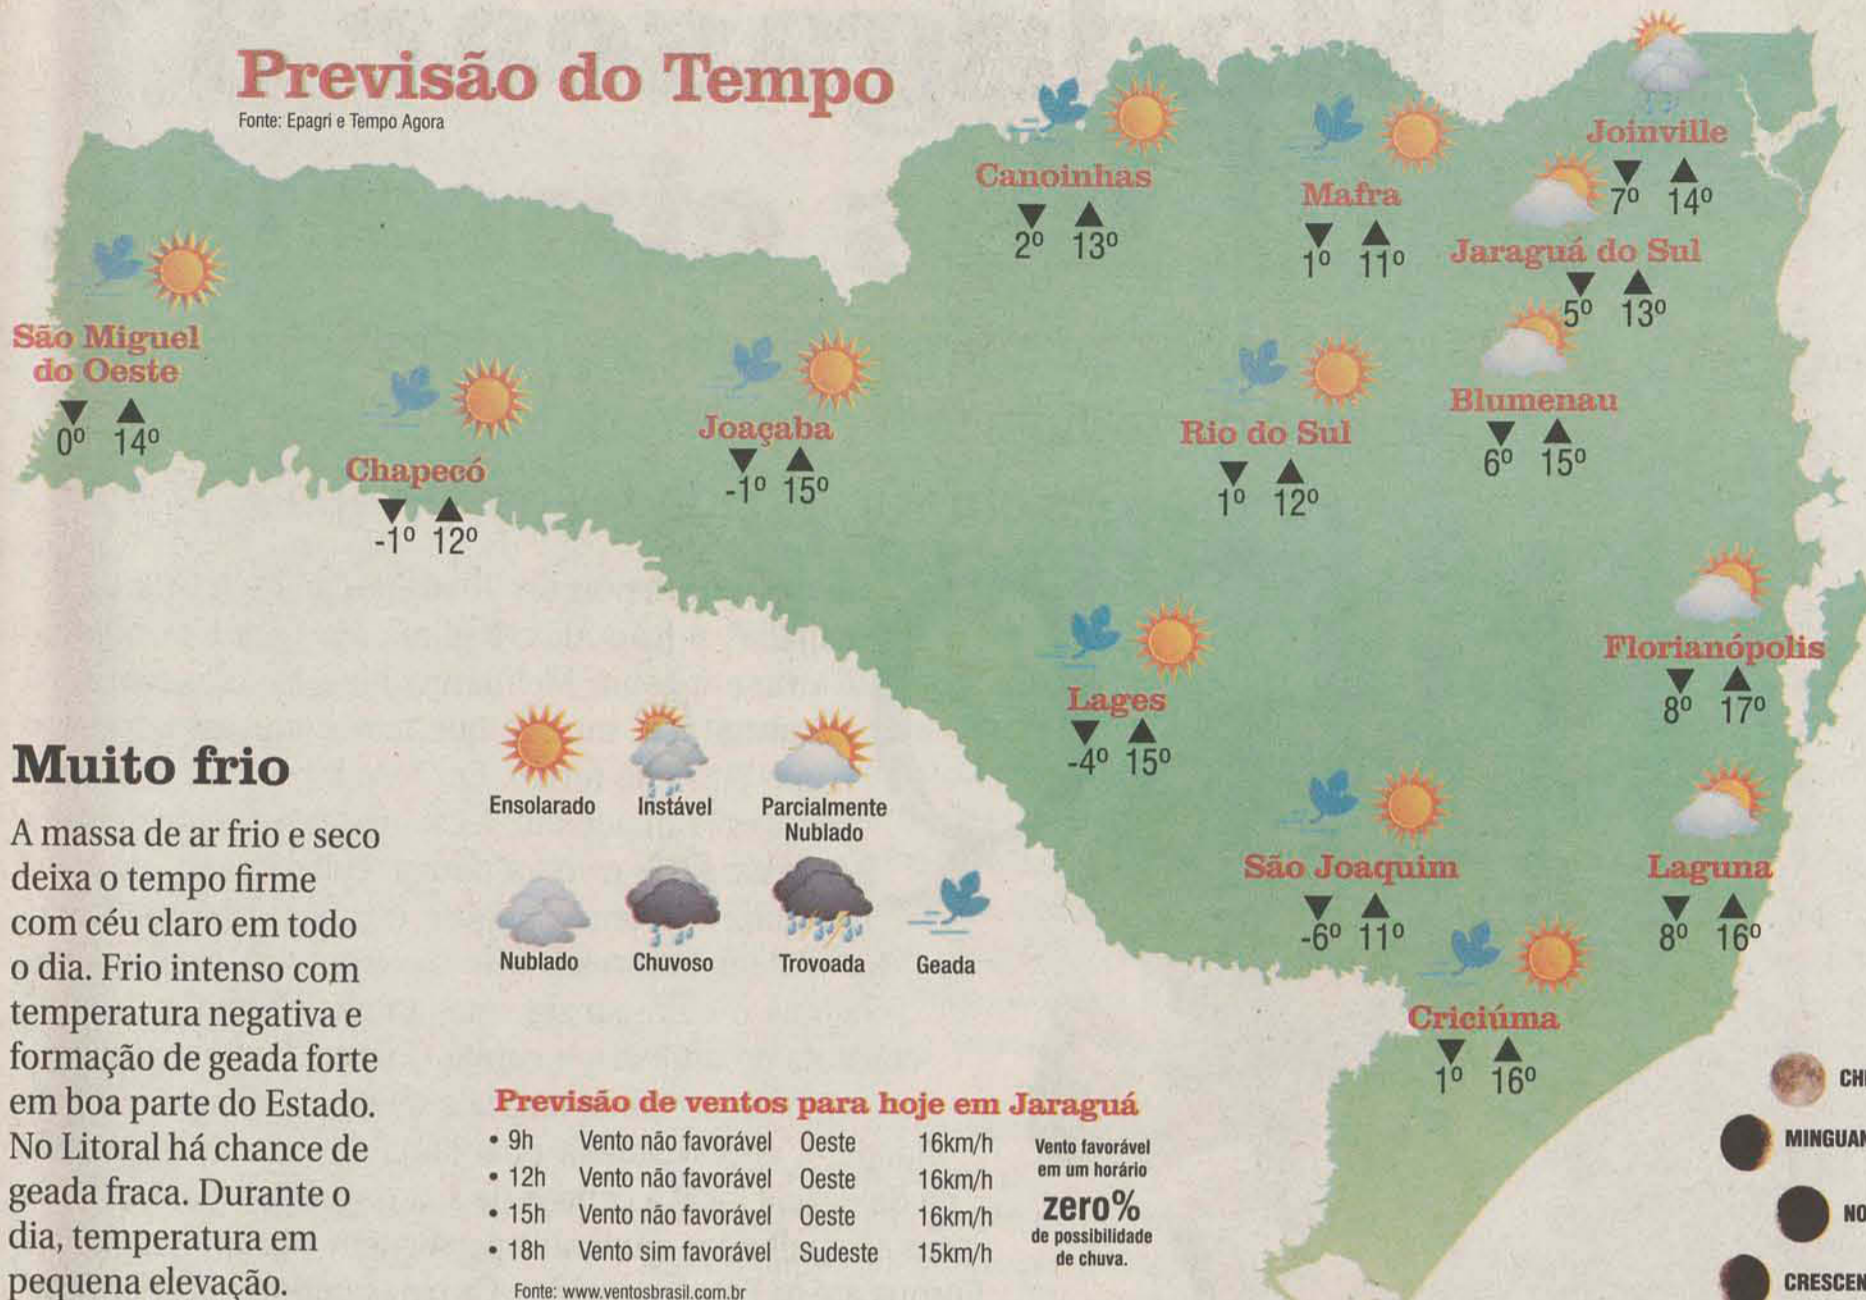 Previsão do Tempo
Fonte: Epagri e Tempo Agora
Joinville
7º 14º
Canoinhas
2º 13º
Mafra
1º 11º
Jaraguá do Sul
5º 13º
São Miguel
do Oeste
0º 14º
Chapecó
-1º 12º
Joaçaba
-1º 15º
Rio do Sul
1º 12º
Blumenau
6º 15º
Florianópolis
8º 17º
Lages
-4º 15º
São Joaquim
-6º 11º
Laguna
8º 16º
Criciúma
1º 16º
Muito frio
A massa de ar frio e seco
deixa o tempo firme
com céu claro em todo
o dia. Frio intenso com
temperatura negativa e
formação de geada forte
em boa parte do Estado.
No Litoral há chance de
geada fraca. Durante o
dia, temperatura em
pequena elevação.
Ensolarado
Instável
Parcialmente
Nublado
Nublado
Chuvoso
Trovoada
Geada
Previsão de ventos para hoje em Jaraguá
• 9h Vento não favorável Oeste 16km/h
• 12h Vento não favorável Oeste 16km/h
• 15h Vento não favorável Oeste 16km/h
• 18h Vento sim favorável Sudeste 15km/h
Fonte: www.ventosbrasil.com.br
Vento favorável
em um horário
zero%
de possibilidade
de chuva.